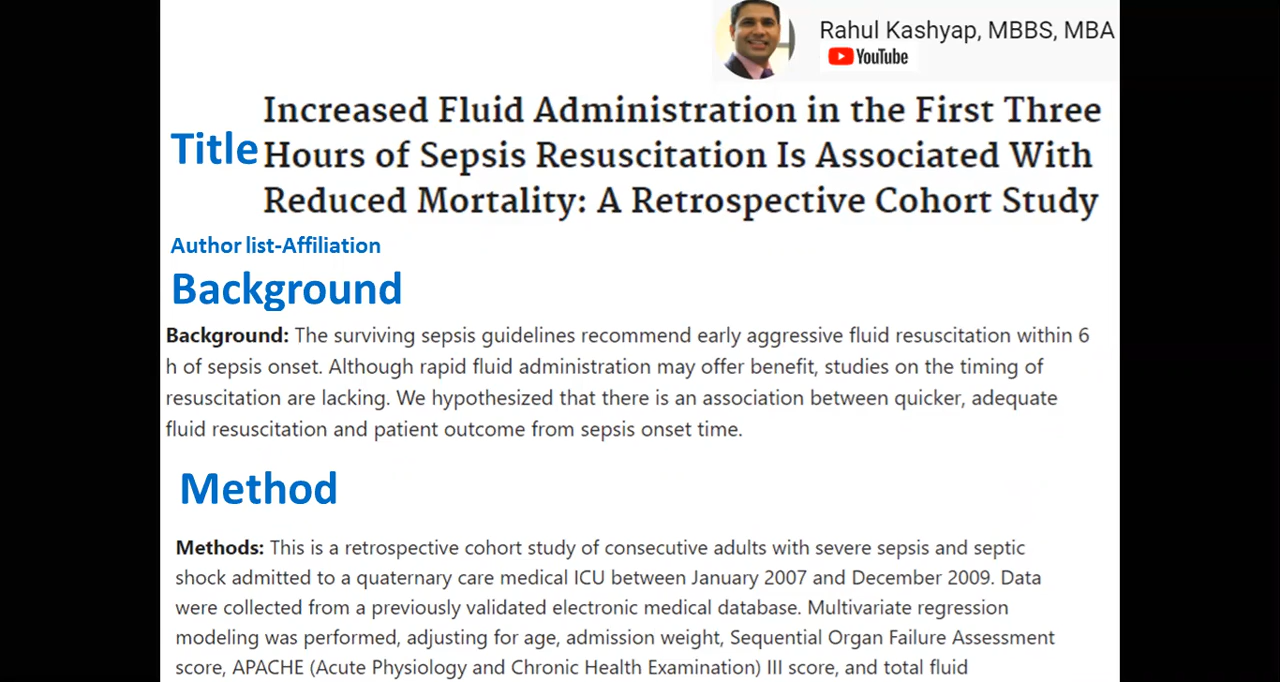 Rahul Kashyap, MBBS, MBA
YouTube
Increased Fluid Administration in the First Three
Title Hours of Sepsis Resuscitation Is Associated With
Reduced Mortality: A Retrospective Cohort Study
Author list-Affiliation
Background
Background: The surviving sepsis guidelines recommend early aggressive fluid resuscitation within 6
h of sepsis onset. Although rapid fluid administration may offer benefit, studies on the timing of
resuscitation are lacking. We hypothesized that there is an association between quicker, adequate
fluid resuscitation and patient outcome from sepsis onset time.
Method
Methods: This is a retrospective cohort study of consecutive adults with severe sepsis and septic
shock admitted to a quaternary care medical ICU between January 2007 and December 2009. Data
were collected from a previously validated electronic medical database. Multivariate regression
modeling was performed, adjusting for age, admission weight, Sequential Organ Failure Assessment
score, APACHE (Acute Physiology and Chronic Health Examination) III score, and total fluid